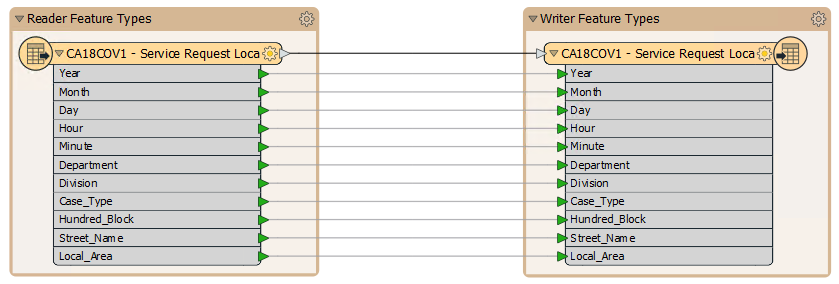 Reader Feature Types
CA18COV1 - Service Request Loca
Year
Month
Day
Hour
Minute
Department
Division
Case_Type
Hundred_Block
Street_Name
Local_Area
Writer Feature Types
CA18COV1 - Service Request Loca
Year
Month
Day
Hour
Minute
Department
Division
Case_Type
Hundred_Block
Street_Name
Local_Area